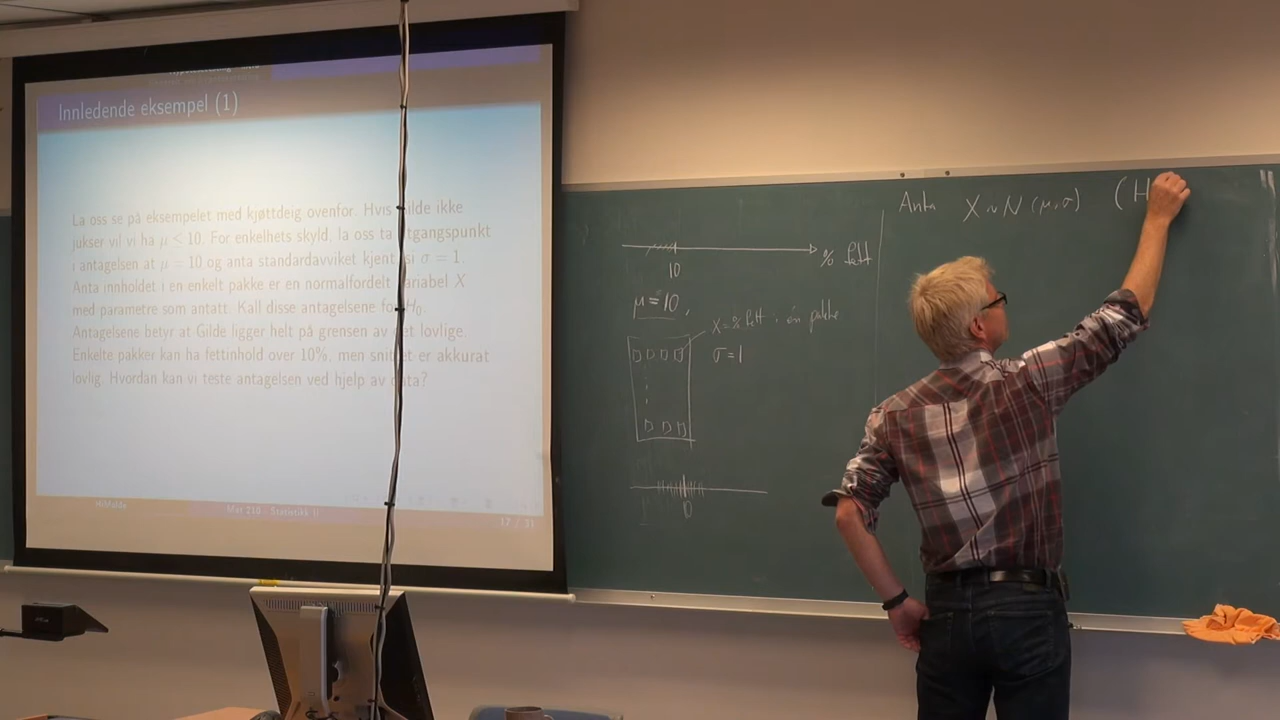 Innledende eksempel (1)
La oss se på eksempelet med kjøttdeig ovenfor. Hvis Gilde ikke
jukser vil vi ha μ ≤ 10. For enkelhets skyld, la oss ta utgangspunkt
i antagelsen at μ = 10 og anta standardavviket kjent, si σ = 1.
Anta innholdet i en enkelt pakke er en normalfordelt variabel X
med parametre som antatt. Kall disse antagelsene for H₀.
Antagelsene betyr at Gilde ligger helt på grensen av det lovlige.
Enkelte pakker kan ha fettinhold over 10%, men snittet er akkurat
lovlig. Hvordan kan vi teste antagelsen ved hjelp av data?
Mat 210 - Statistikk 1
17 / 31
% fett
10
μ = 10,
X = % fett i én pakke
σ = 1
10
Anta X ~ N (μ, σ) (H